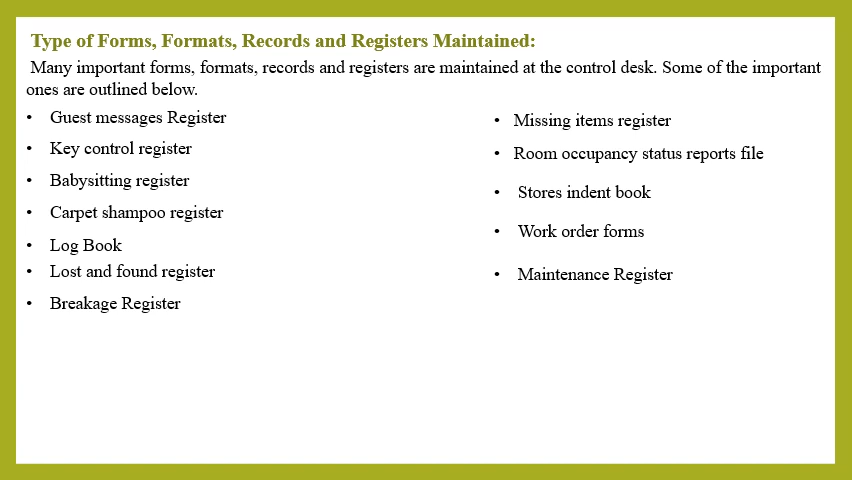 Type of Forms, Formats, Records and Registers Maintained:
Many important forms, formats, records and registers are maintained at the control desk. Some of the important
ones are outlined below.
• Guest messages Register
• Key control register
• Babysitting register
• Carpet shampoo register
• Log Book
• Lost and found register
• Breakage Register
• Missing items register
• Room occupancy status reports file
• Stores indent book
• Work order forms
• Maintenance Register